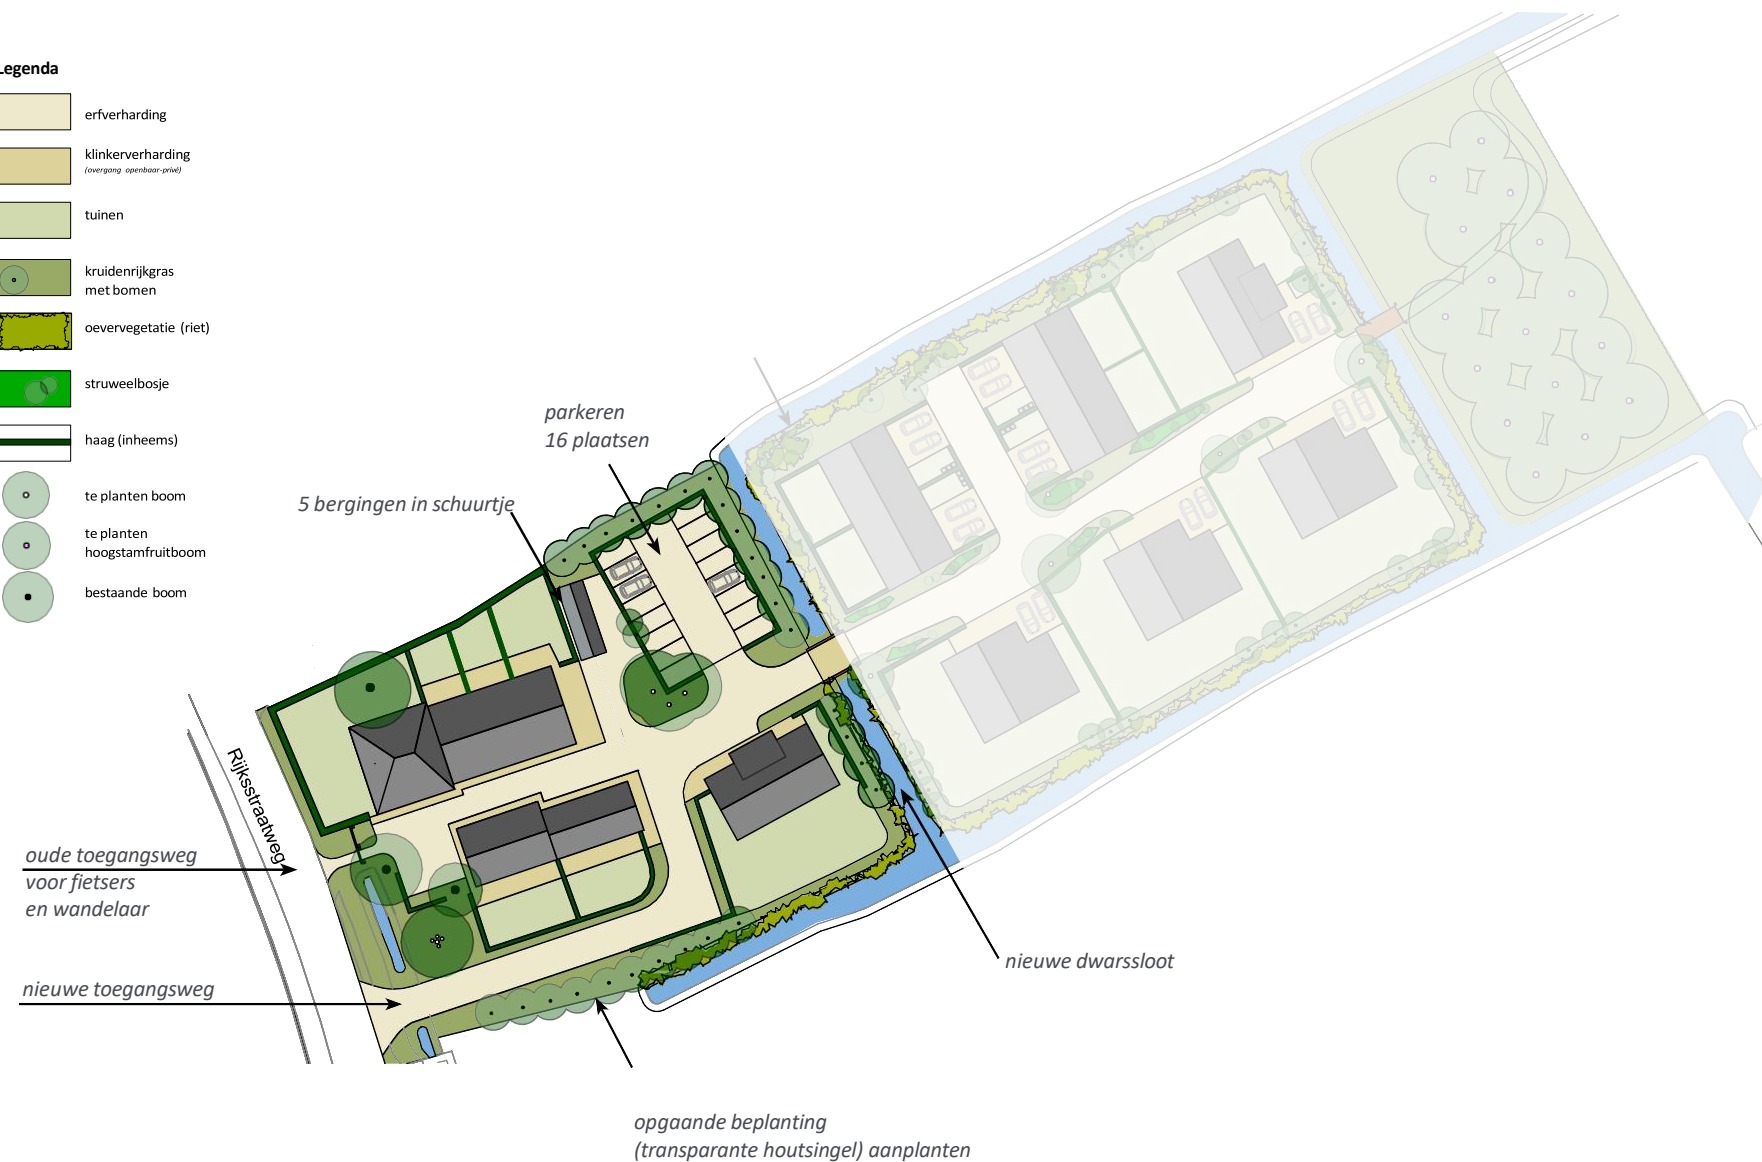 Legenda
erfverharding
klinkerverharding
(overgang openbaar-privé)
tuinen
kruidenrijkgras
met bomen
oevervegetatie (riet)
struweelbosje
haag (inheems)
te planten boom
te planten
hoogstamfruitboom
bestaande boom
parkeren
16 plaatsen
5 bergingen in schuurtje
Rijksstraatweg
oude toegangsweg
voor fietsers
en wandelaar
nieuwe toegangsweg
nieuwe dwarssloot
opgaande beplanting
(transparante houtsingel) aanplanten